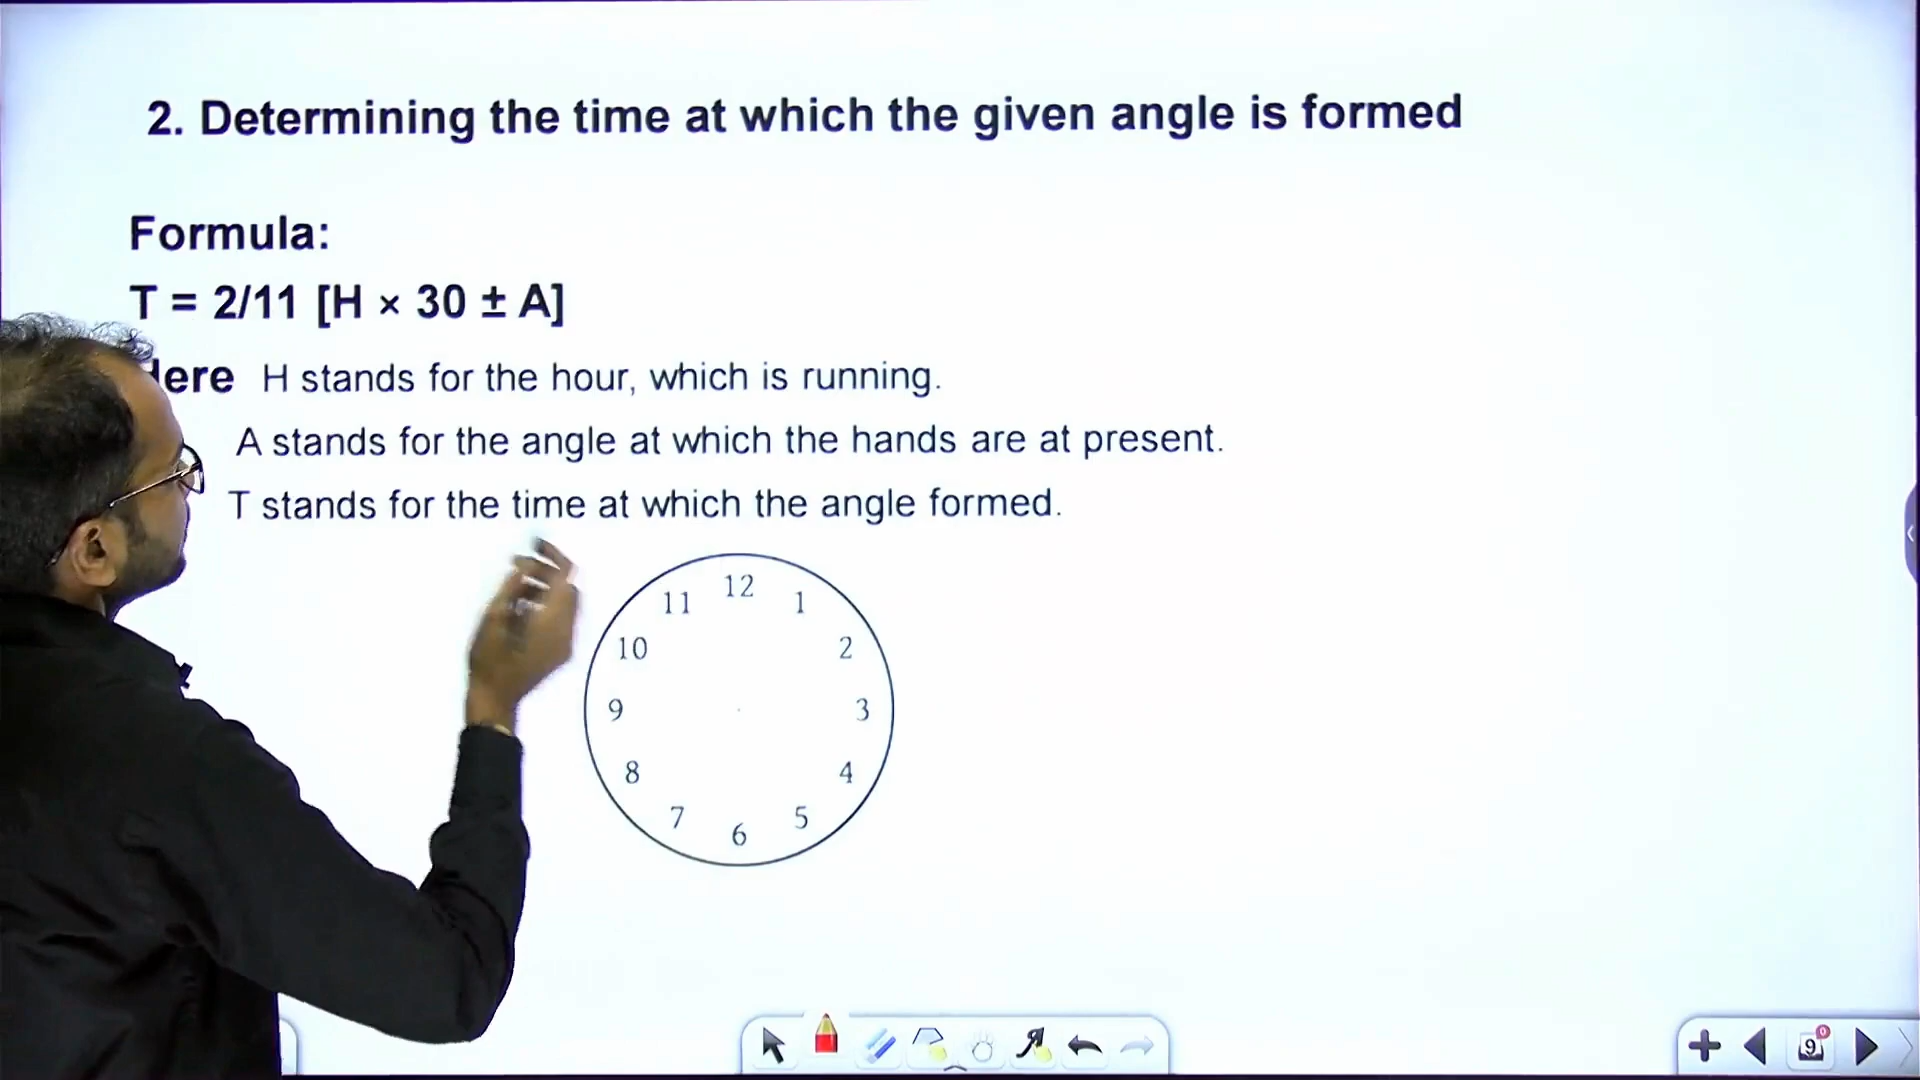 2. Determining the time at which the given angle is formed
Formula:
T = 2/11 [H × 30 ± A]
ere H stands for the hour, which is running.
A stands for the angle at which the hands are at present.
T stands for the time at which the angle formed.
12
11
1
10
2
9
3
8
4
7
5
6
9
0